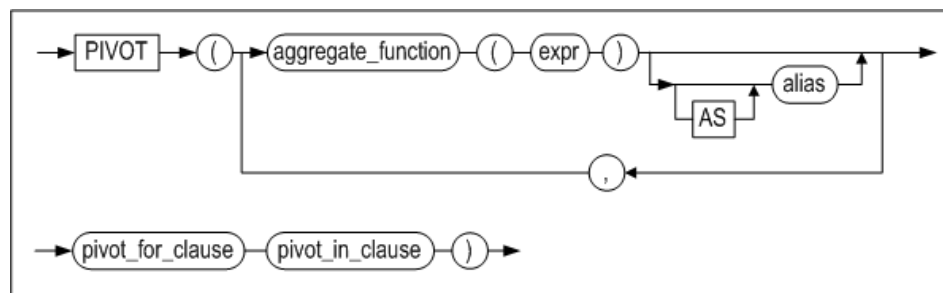 PIVOT ( aggregate_function ( expr ) alias
AS
,
pivot_for_clause pivot_in_clause )